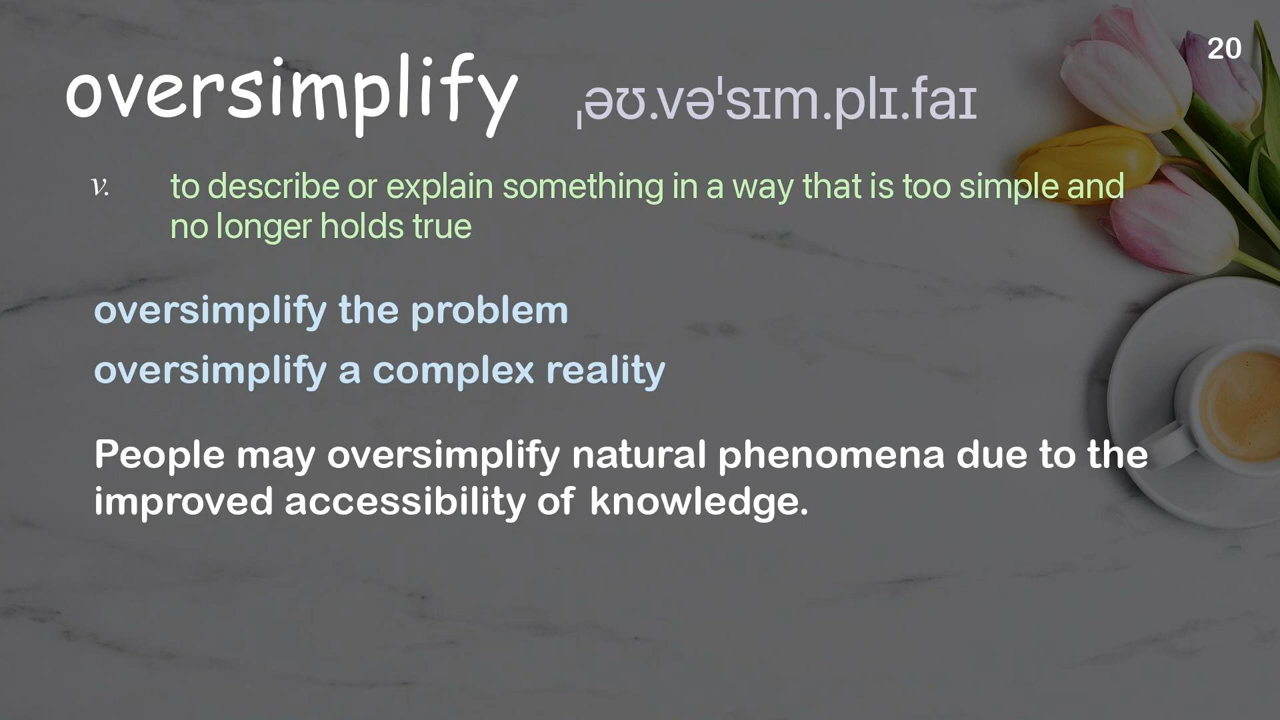 20
oversimplify ˌəʊ.vəˈsɪm.plɪ.faɪ
v. to describe or explain something in a way that is too simple and
no longer holds true
oversimplify the problem
oversimplify a complex reality
People may oversimplify natural phenomena due to the
improved accessibility of knowledge.